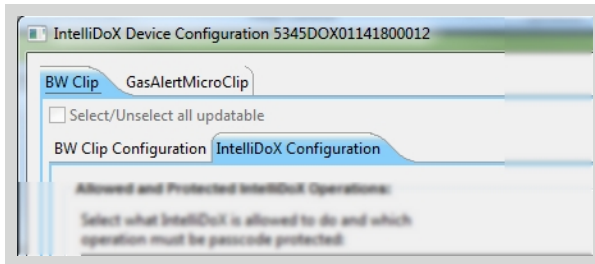 IntelliDoX Device Configuration 5345DOX01141800012
BW Clip GasAlertMicroClip
Select/Unselect all updatable
BW Clip Configuration IntelliDoX Configuration
Allowed and Protected IntelliDoX Operations:
Select what IntelliDoX is allowed to do and which
operation must be passcode protected: